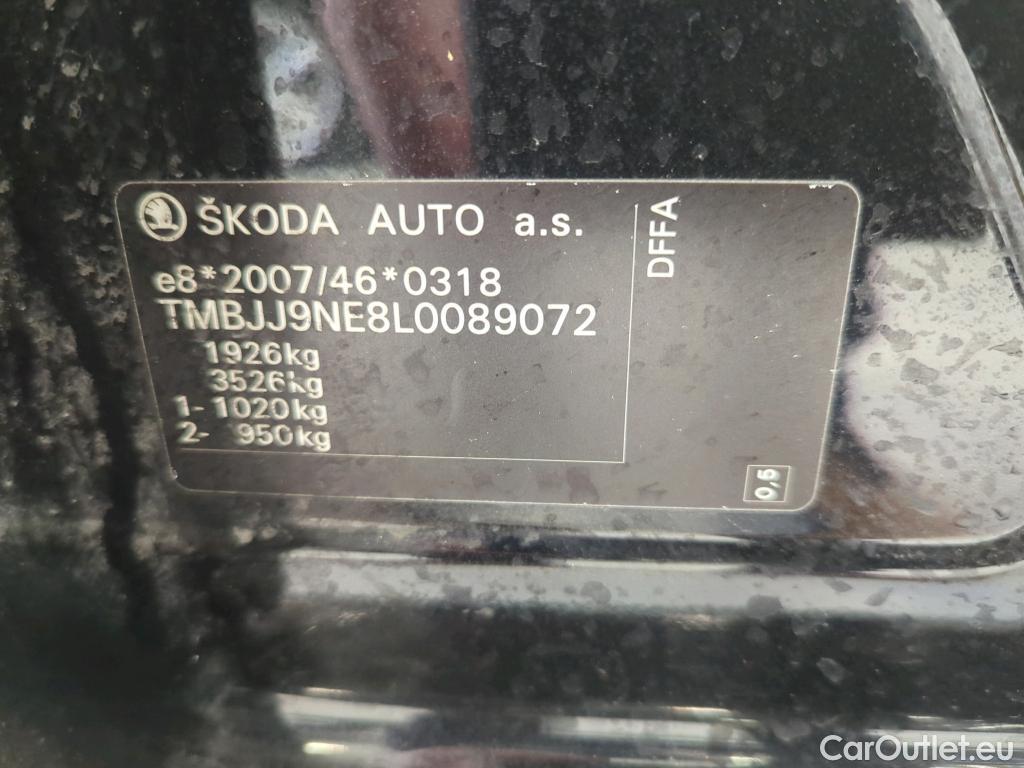 ŠKODA AUTO a.s.
e8*2007/46*0318
TMBJJ9NE8L0089072
1926kg
3526kg
1- 1020kg
2- 950kg
DFFA
0,5
CarOutlet.eu